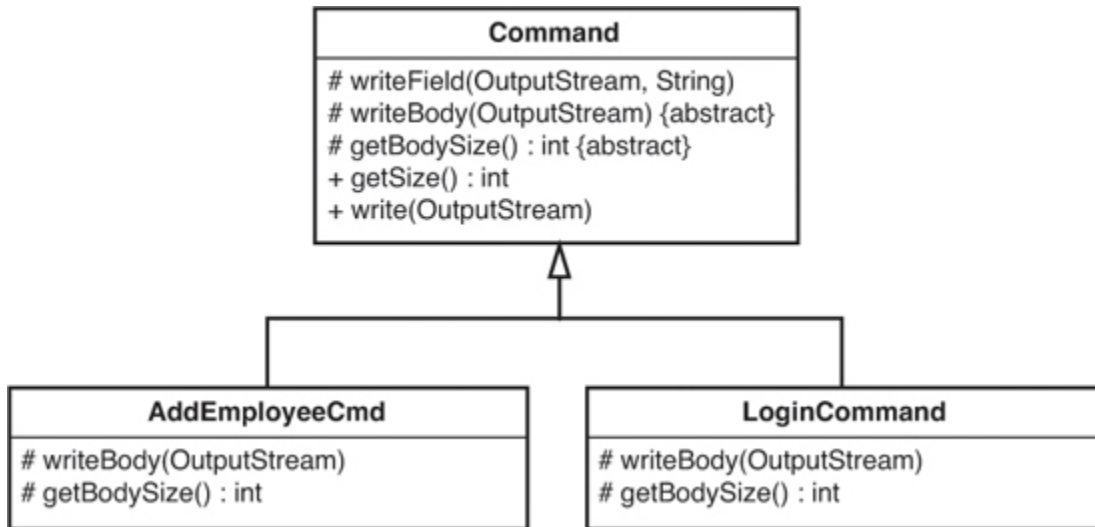 Command
# writeField(OutputStream, String)
# writeBody(OutputStream) {abstract}
# getBodySize() : int {abstract}
+ getSize() : int
+ write(OutputStream)
AddEmployeeCmd
# writeBody(OutputStream)
# getBodySize() : int
LoginCommand
# writeBody(OutputStream)
# getBodySize() : int